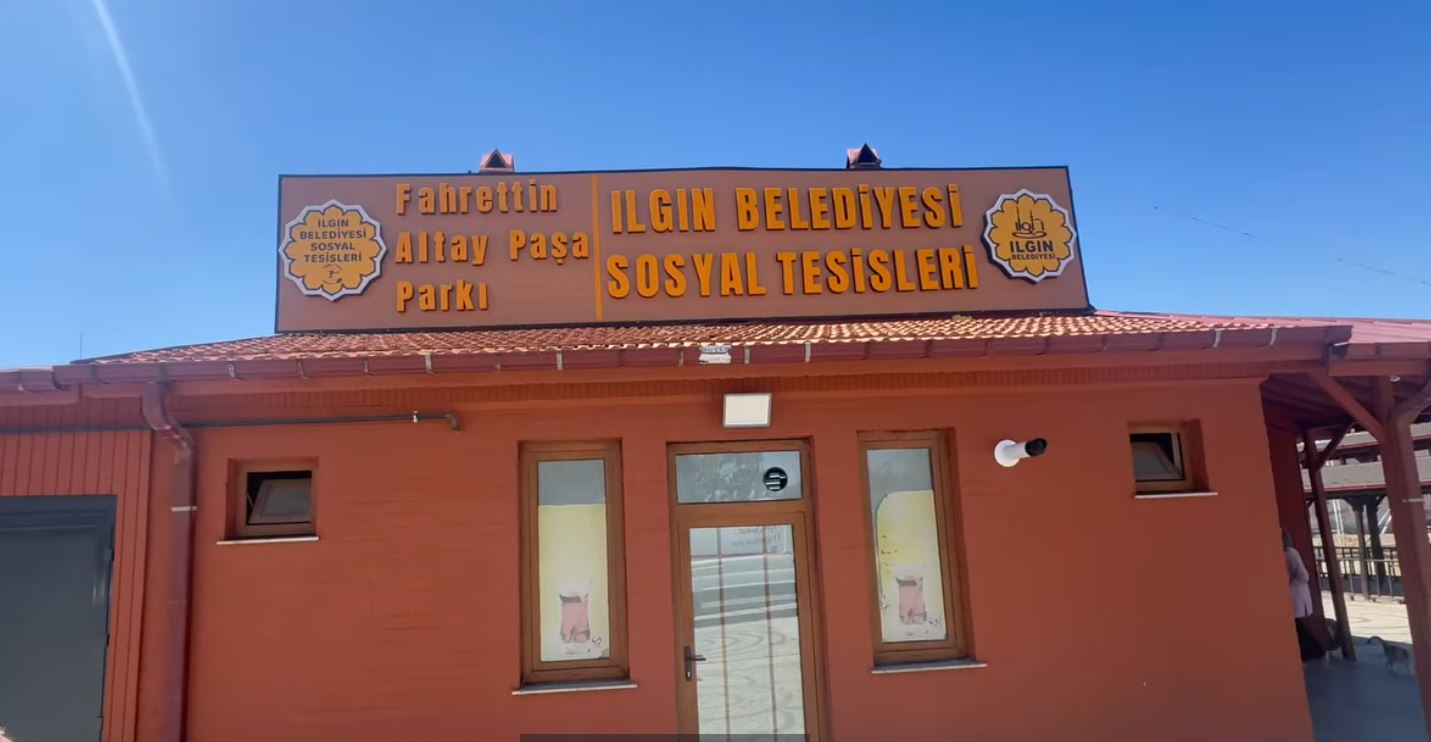 ILGIN
BELEDİYESİ
SOSYAL
TESİSLERİ
Fahrettin
Altay Paşa
Parkı
ILGIN BELEDİYESİ
SOSYAL TESİSLERİ
ılgın
ILGIN
BELEDİYESİ